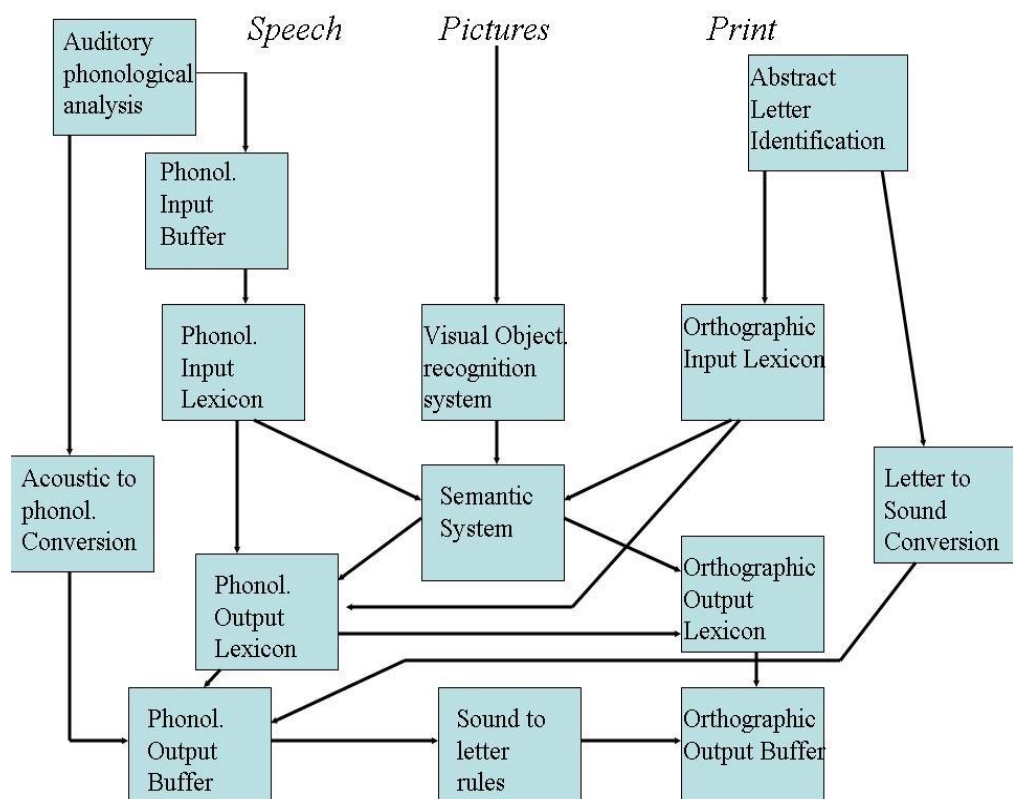 Speech
Pictures
Print
Auditory
phonological
analysis
Abstract
Letter
Identification
Phonol.
Input
Buffer
Phonol.
Input
Lexicon
Visual Object.
recognition
system
Orthographic
Input Lexicon
Acoustic to
phonol.
Conversion
Semantic
System
Letter to
Sound
Conversion
Phonol.
Output
Lexicon
Orthographic
Output
Lexicon
Phonol.
Output
Buffer
Sound to
letter
rules
Orthographic
Output Buffer